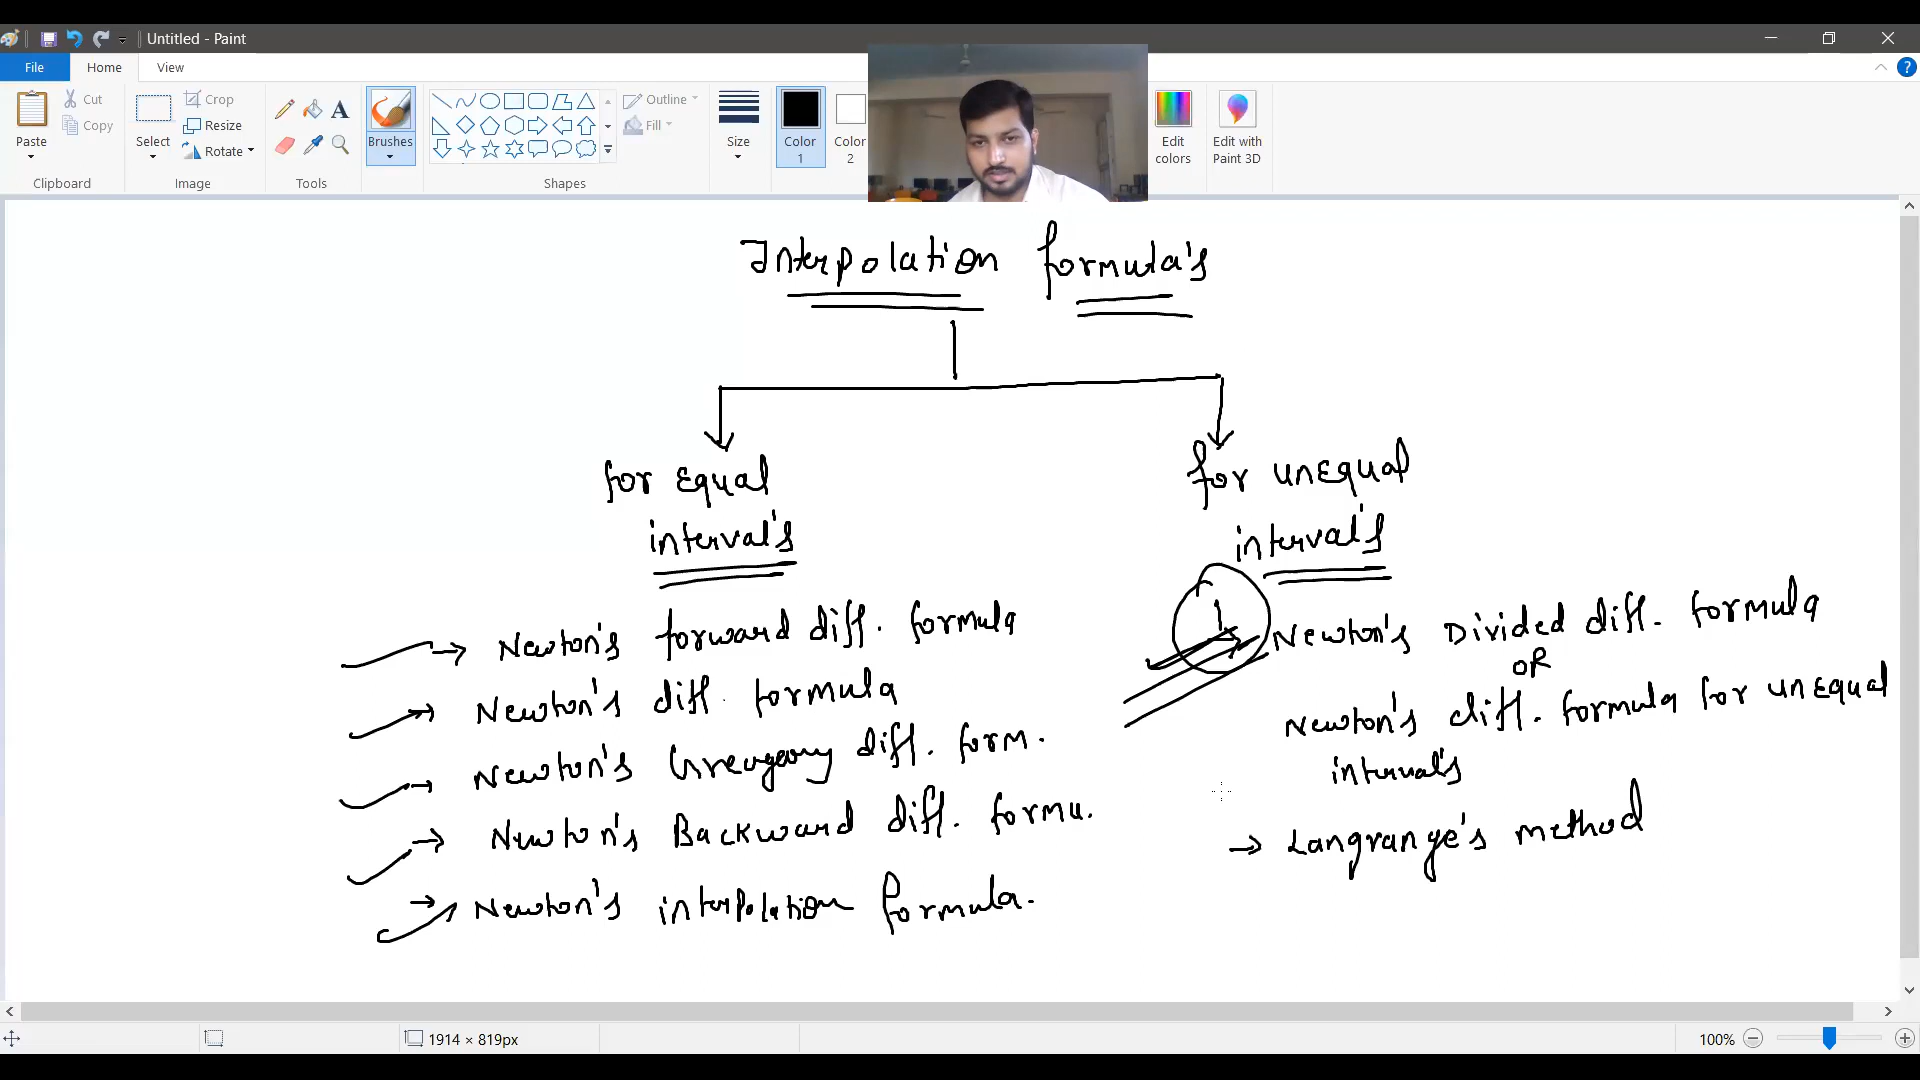 Untitled - Paint
File Home View
Paste
Cut
Copy
Clipboard
Select
Crop
Resize
Rotate
Image
Tools
Brushes
Shapes
Outline
Fill
Size
Color 1
Color 2
Edit colors
Edit with Paint 3D
Interpolation formula's
for Equal
interval's
for unEqual
interval's
→ Newton's forward diff. formula
→ Newton's diff. formula
→ Newton's Greogory diff. form.
→ Newton's Backward diff. formu.
→ Newton's interpolation formula.
Newton's Divided diff. formula
OR
Newton's diff. formula for unEqual
interval's
→ Langrange's method
1914 × 819px
100%